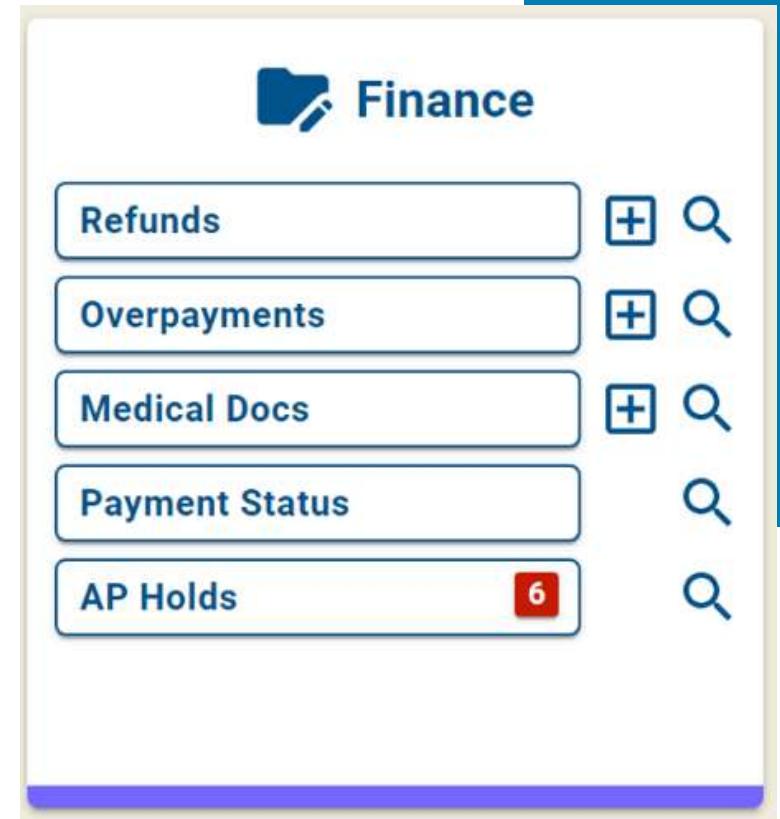 Finance
Refunds
Overpayments
Medical Docs
Payment Status
AP Holds 6